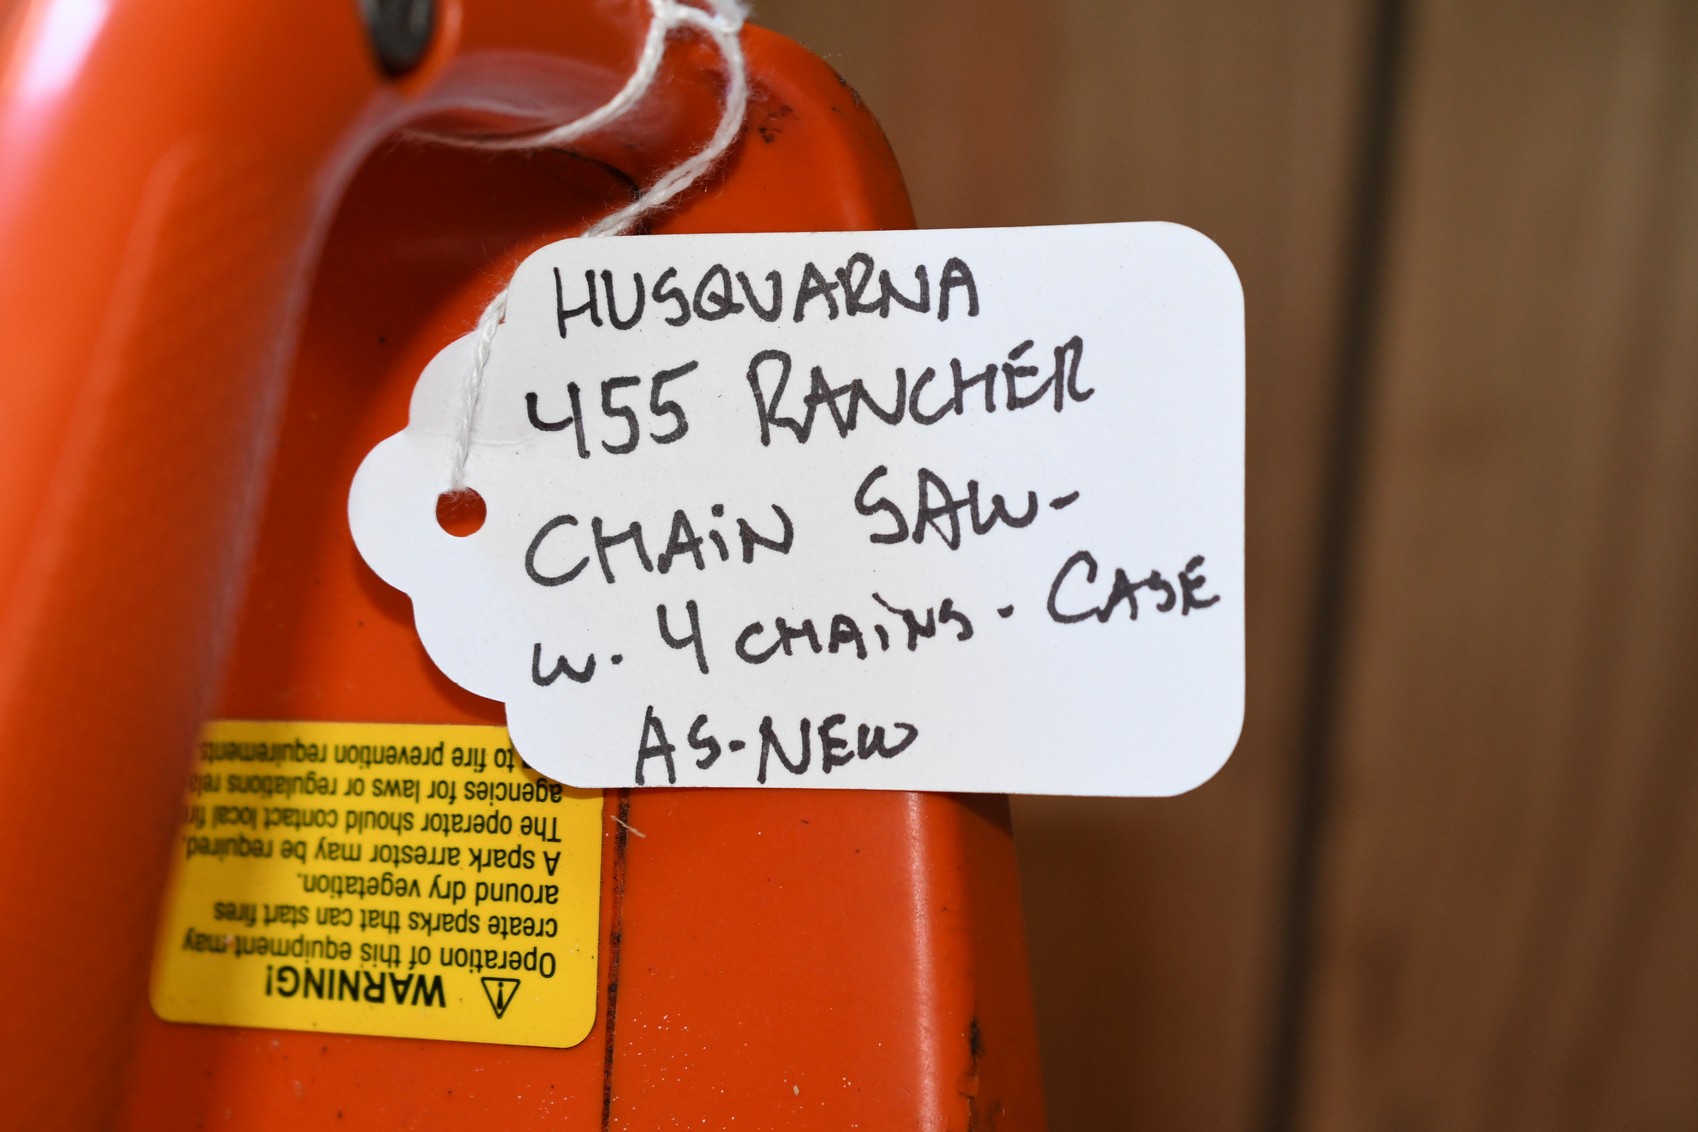 HUSQVARNA
455 RANCHER
CHAiN SAW-
W. 4 CHAiNS. CASE
AS-NEW
WARNING!
Operation of this equipment may
create sparks that can start fires
around dry vegetation.
A spark arrestor may be required.
The operator should contact local
agencies for laws or regulations
to fire prevention requirements.